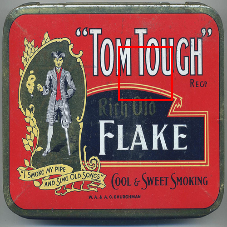 "TOM TOUGH"
REGD
Rich Old
FLAKE
"I SMOKE MY PIPE
AND SING OLD SONGS"
COOL & SWEET SMOKING